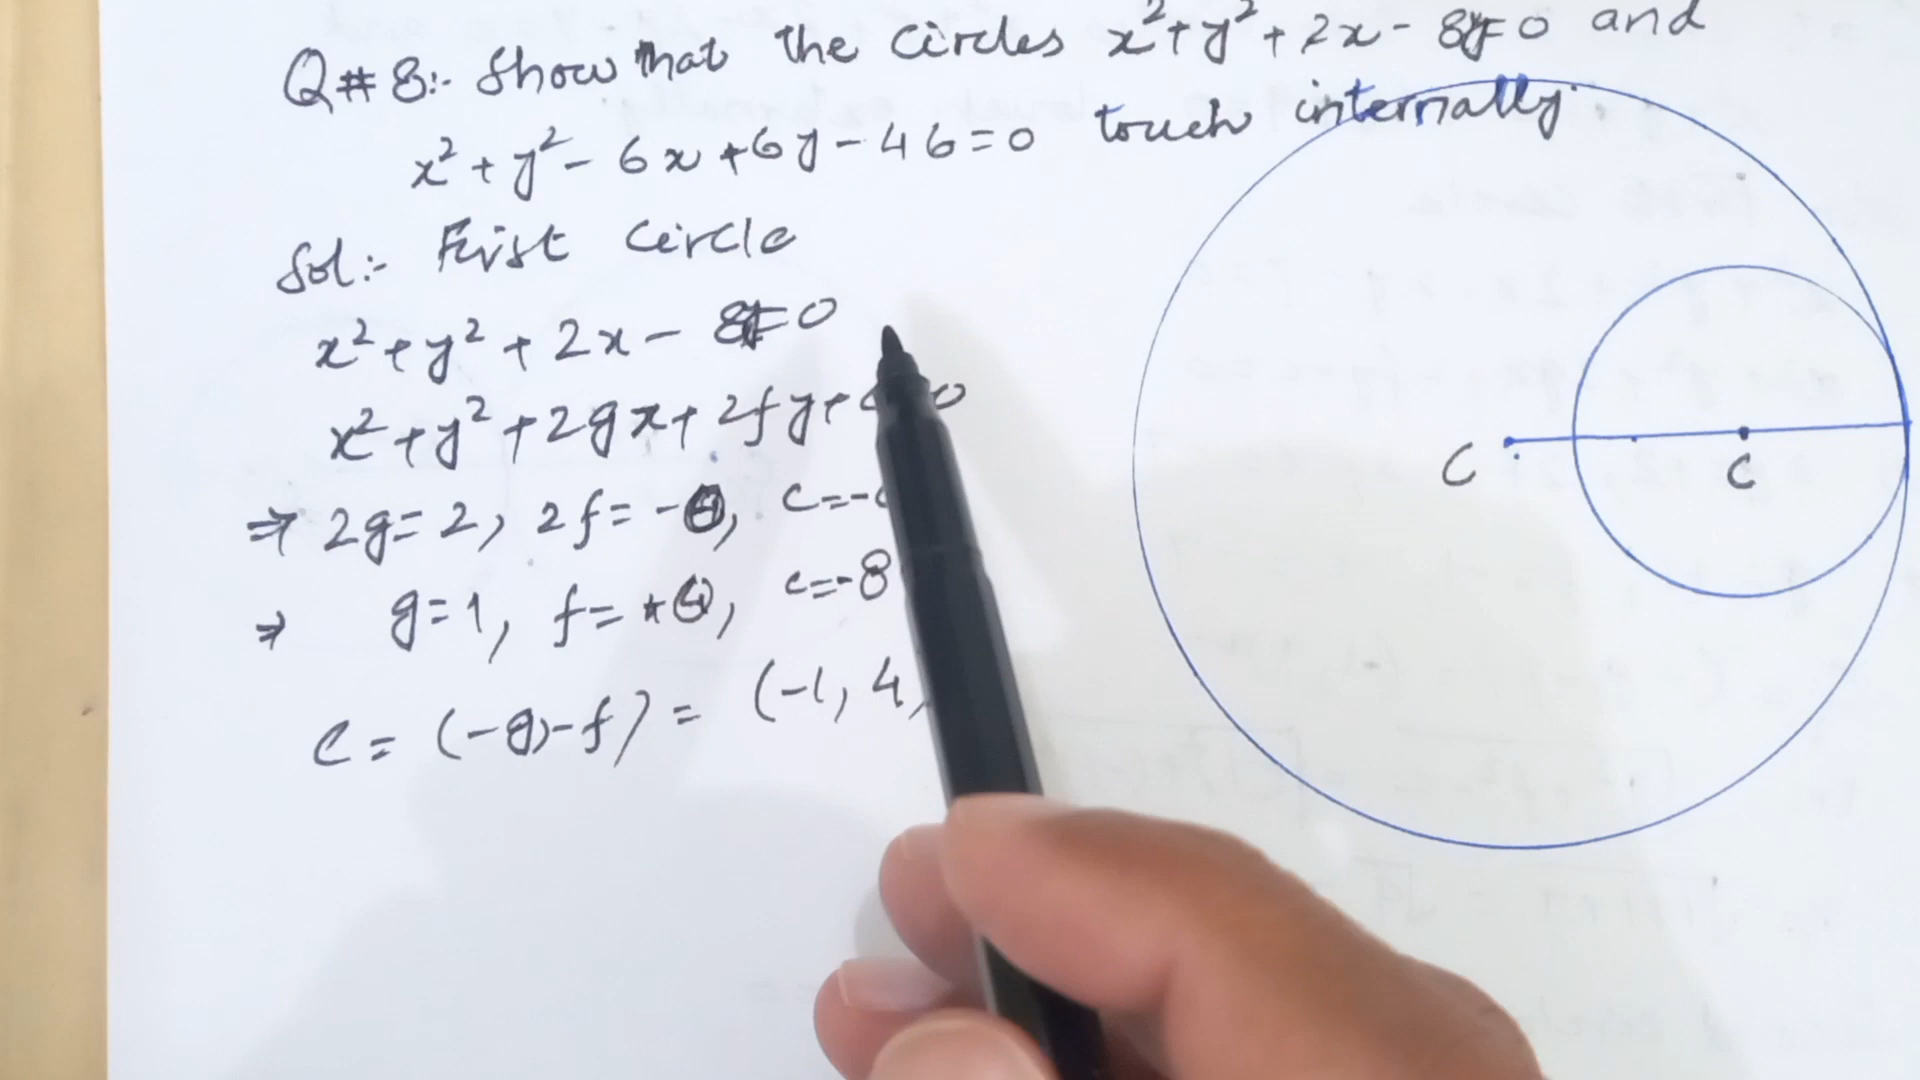 Q#8:- Show that the circles x²+y²+2x-8y=0 and
x²+y²-6x+6y-46=0 touch internally.
Sol:- First circle
x²+y²+2x-8=0
x²+y²+2gx+2fy+c=0
⇒ 2g=2, 2f=- , c=-
⇒ g=1, f= , c=-8
C=(-g,-f)=(-1,4,
C
C